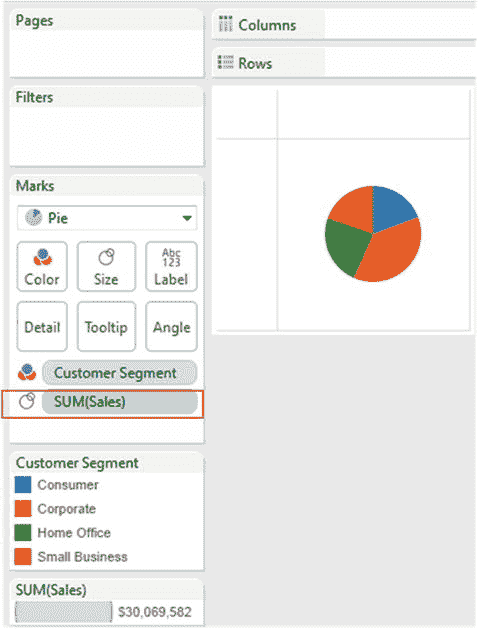 Pages
Columns
Rows
Filters
Marks
Pie
Color
Size
Abc
123
Label
Detail
Tooltip
Angle
Customer Segment
SUM(Sales)
Customer Segment
Consumer
Corporate
Home Office
Small Business
SUM(Sales)
$30,069,582